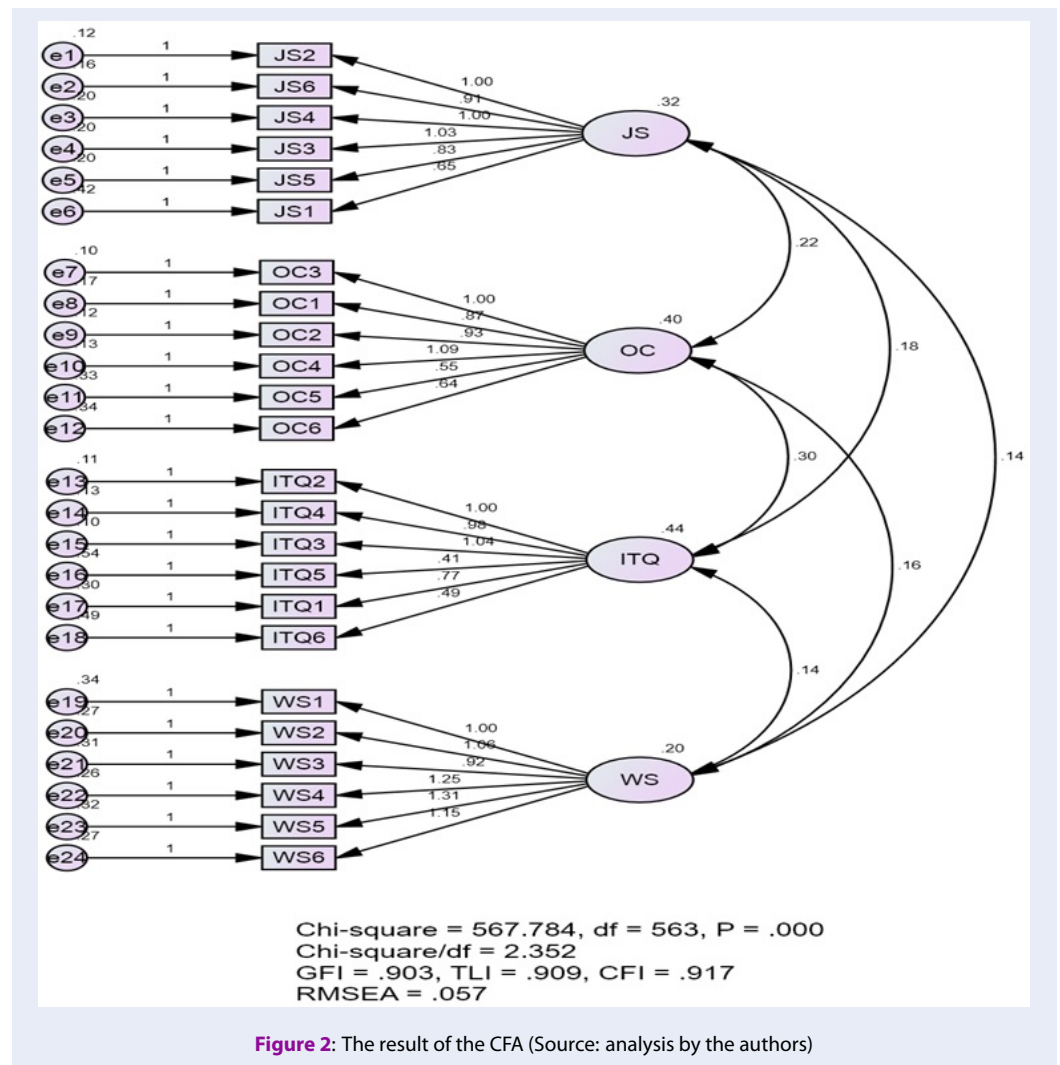 .12
e1 1 JS2
.16
e2 1 JS6
.20
e3 1 JS4
.20
e4 1 JS3
.20
e5 1 JS5
.42
e6 1 JS1
1.00
.91
1.00
1.03
.83
.65
.32
JS
.10
e7 1 OC3
.17
e8 1 OC1
.12
e9 1 OC2
.13
e10 1 OC4
.33
e11 1 OC5
.34
e12 1 OC6
1.00
.87
.93
1.09
.55
.64
.40
OC
.11
e13 1 ITQ2
.13
e14 1 ITQ4
.10
e15 1 ITQ3
.54
e16 1 ITQ5
.30
e17 1 ITQ1
.49
e18 1 ITQ6
1.00
.98
1.04
.41
.77
.49
.44
ITQ
.34
e19 1 WS1
.27
e20 1 WS2
.31
e21 1 WS3
.26
e22 1 WS4
.32
e23 1 WS5
.27
e24 1 WS6
1.00
1.06
.92
1.25
1.31
1.15
.20
WS
.22
.18
.30
.14
.16
.14
Chi-square = 567.784, df = 563, P = .000
Chi-square/df = 2.352
GFI = .903, TLI = .909, CFI = .917
RMSEA = .057
Figure 2: The result of the CFA (Source: analysis by the authors)